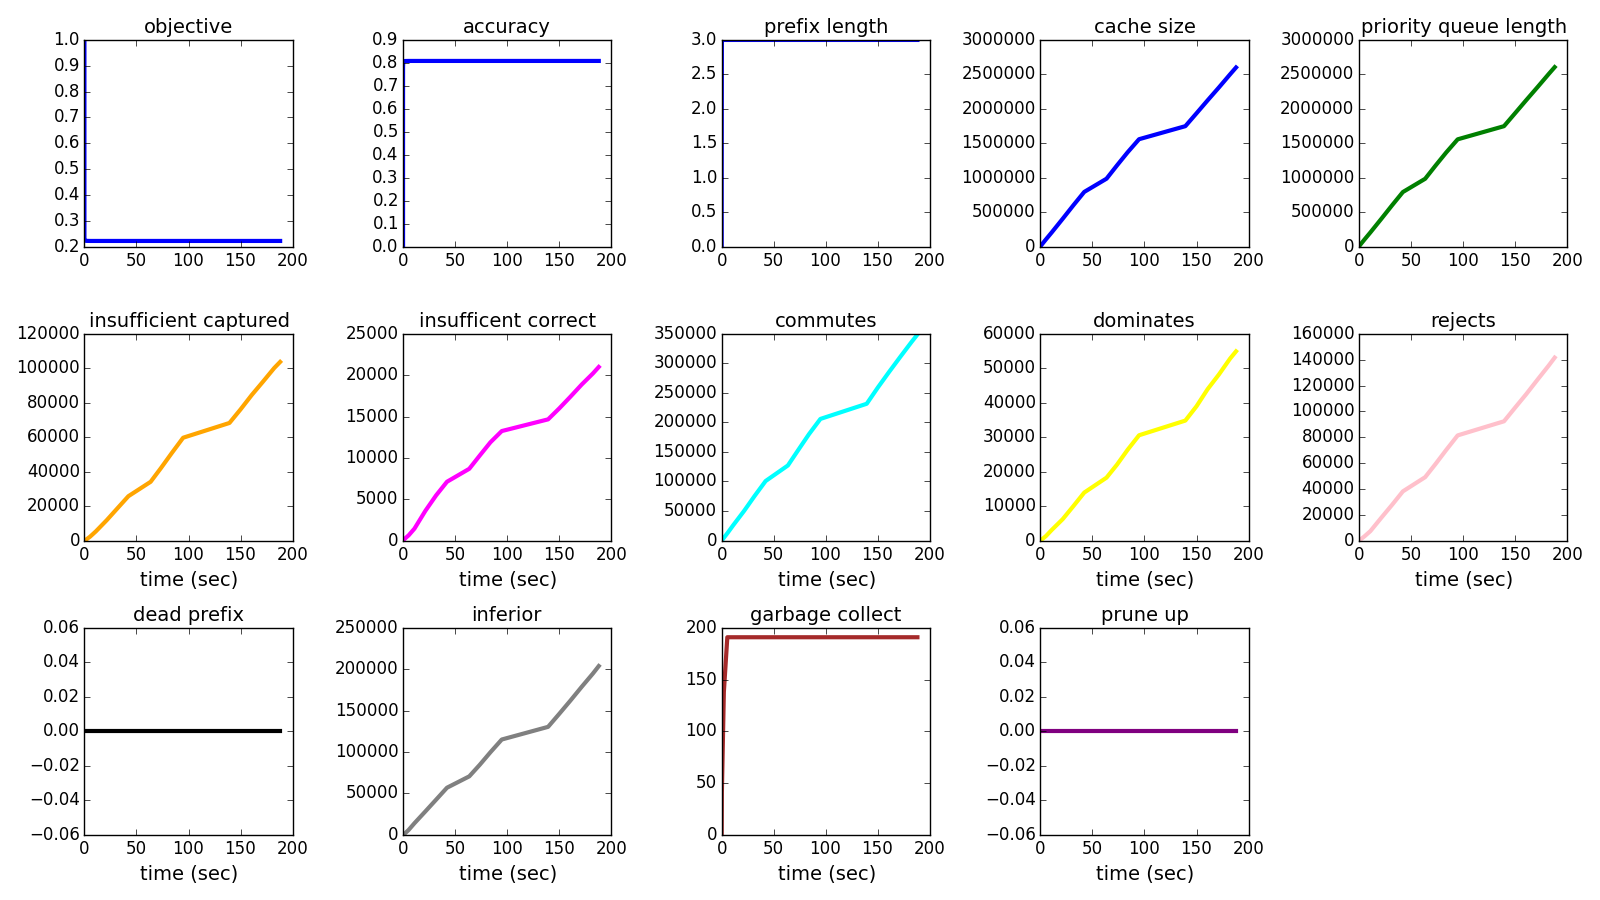 objective
1.0
0.9
0.8
0.7
0.6
0.5
0.4
0.3
0.2
0 50 100 150 200
accuracy
0.9
0.8
0.7
0.6
0.5
0.4
0.3
0.2
0.1
0.0
0 50 100 150 200
prefix length
3.0
2.5
2.0
1.5
1.0
0.5
0.0
0 50 100 150 200
cache size
3000000
2500000
2000000
1500000
1000000
500000
0
0 50 100 150 200
priority queue length
3000000
2500000
2000000
1500000
1000000
500000
0
0 50 100 150 200
insufficient captured
120000
100000
80000
60000
40000
20000
0
0 50 100 150 200
time (sec)
insufficent correct
25000
20000
15000
10000
5000
0
0 50 100 150 200
time (sec)
commutes
350000
300000
250000
200000
150000
100000
50000
0
0 50 100 150 200
time (sec)
dominates
60000
50000
40000
30000
20000
10000
0
0 50 100 150 200
time (sec)
rejects
160000
140000
120000
100000
80000
60000
40000
20000
0
0 50 100 150 200
time (sec)
dead prefix
0.06
0.04
0.02
0.00
−0.02
−0.04
−0.06
0 50 100 150 200
time (sec)
inferior
250000
200000
150000
100000
50000
0
0 50 100 150 200
time (sec)
garbage collect
200
150
100
50
0
0 50 100 150 200
time (sec)
prune up
0.06
0.04
0.02
0.00
−0.02
−0.04
−0.06
0 50 100 150 200
time (sec)